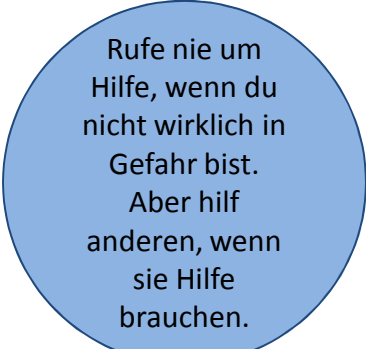 Rufe nie um
Hilfe, wenn du
nicht wirklich in
Gefahr bist.
Aber hilf
anderen, wenn
sie Hilfe
brauchen.